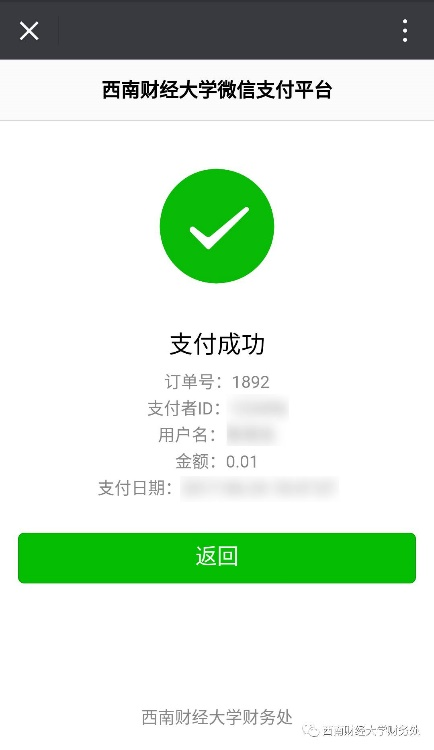 西南财经大学微信支付平台
支付成功
订单号：1892
支付者ID：
用户名：
金额：0.01
支付日期：
返回
西南财经大学财务处
西南财经大学财务处